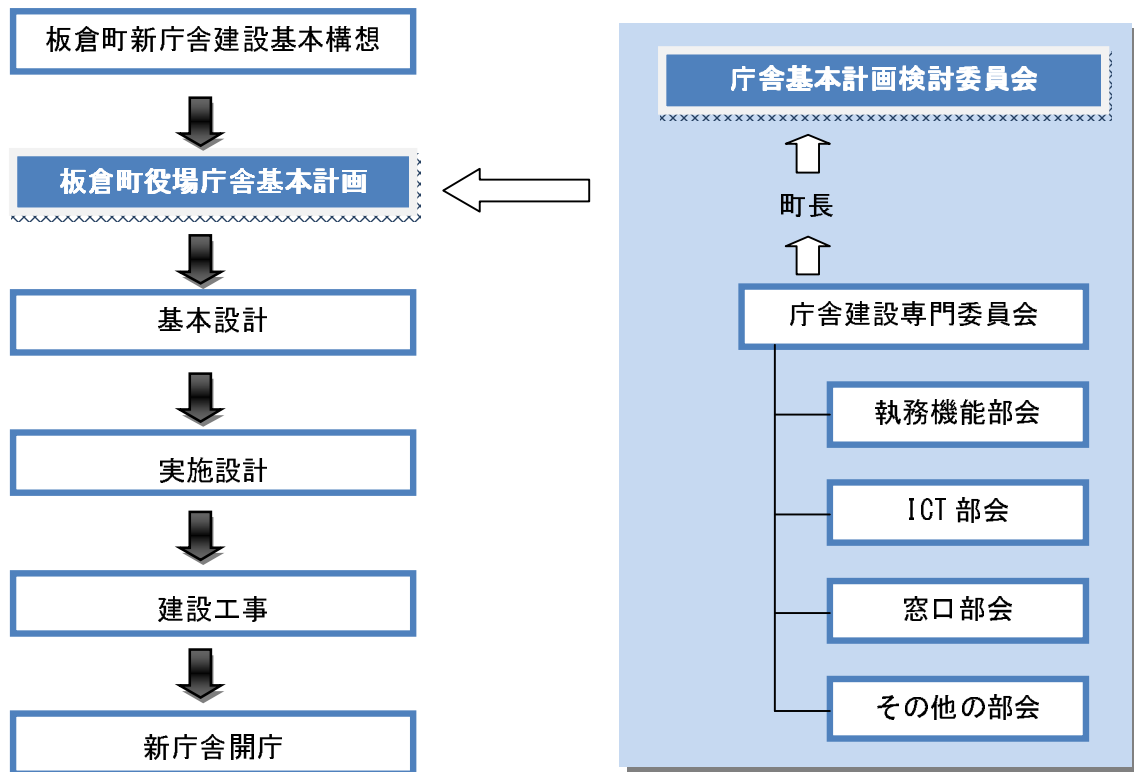 板倉町新庁舎建設基本構想
板倉町役場庁舎基本計画
基本設計
実施設計
建設工事
新庁舎開庁
庁舎基本計画検討委員会
町長
庁舎建設専門委員会
執務機能部会
ICT 部会
窓口部会
その他の部会